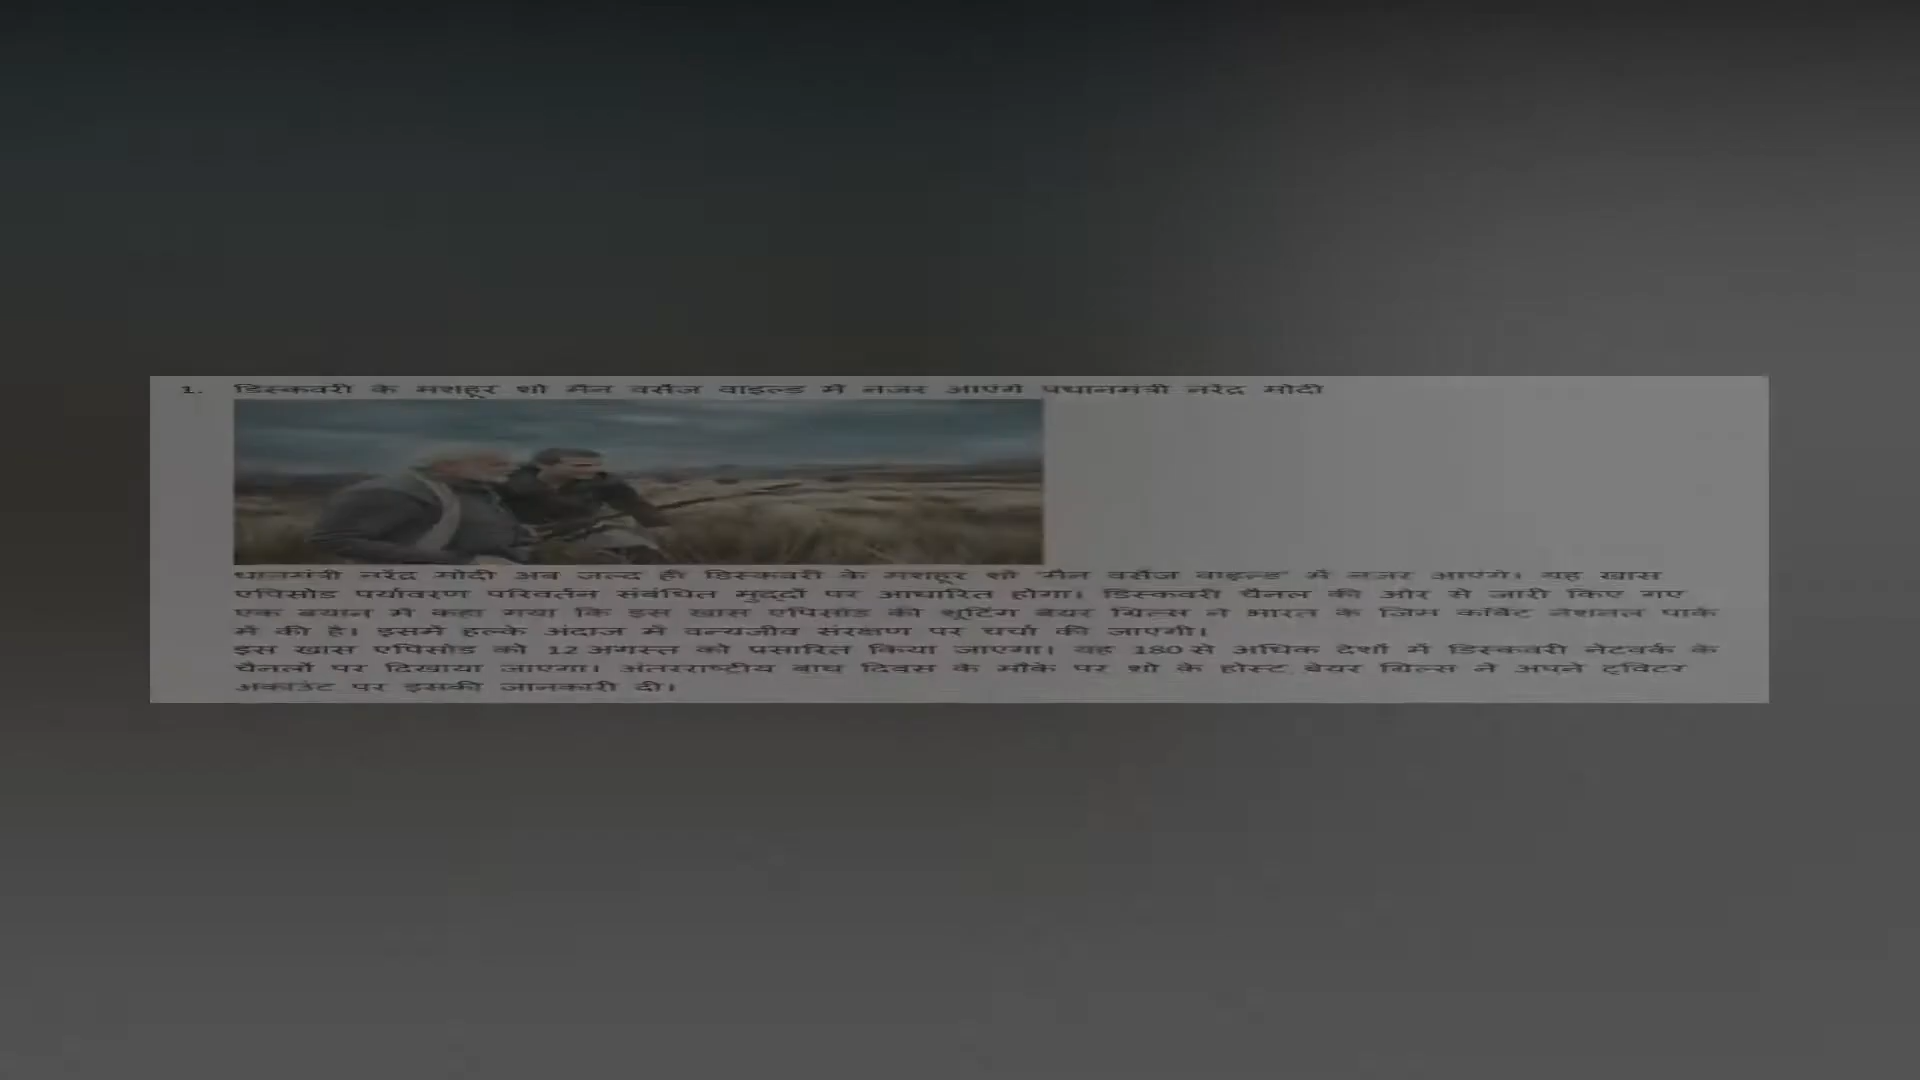 1. डिस्कवरी के मशहूर शो मैन वर्सेज वाइल्ड में नजर आएंगे प्रधानमंत्री नरेंद्र मोदी
धानमंत्री नरेंद्र मोदी अब जल्द ही डिस्कवरी के मशहूर शो 'मैन वर्सेज वाइल्ड' में नजर आएंगे। यह खास
एपिसोड पर्यावरण परिवर्तन संबंधित मुद्दों पर आधारित होगा। डिस्कवरी चैनल की ओर से जारी किए गए
एक बयान में कहा गया कि इस खास एपिसोड की शूटिंग बेयर ग्रिल्स ने भारत के जिम कॉर्बेट नेशनल पार्क
में की है। इसमें हल्के अंदाज में वन्यजीव संरक्षण पर चर्चा की जाएगी।
इस खास एपिसोड को 12 अगस्त को प्रसारित किया जाएगा। यह 180 से अधिक देशों में डिस्कवरी नेटवर्क के
चैनलों पर दिखाया जाएगा। अंतरराष्ट्रीय बाघ दिवस के मौके पर शो के होस्ट बेयर ग्रिल्स ने अपने ट्विटर
अकाउंट पर इसकी जानकारी दी।